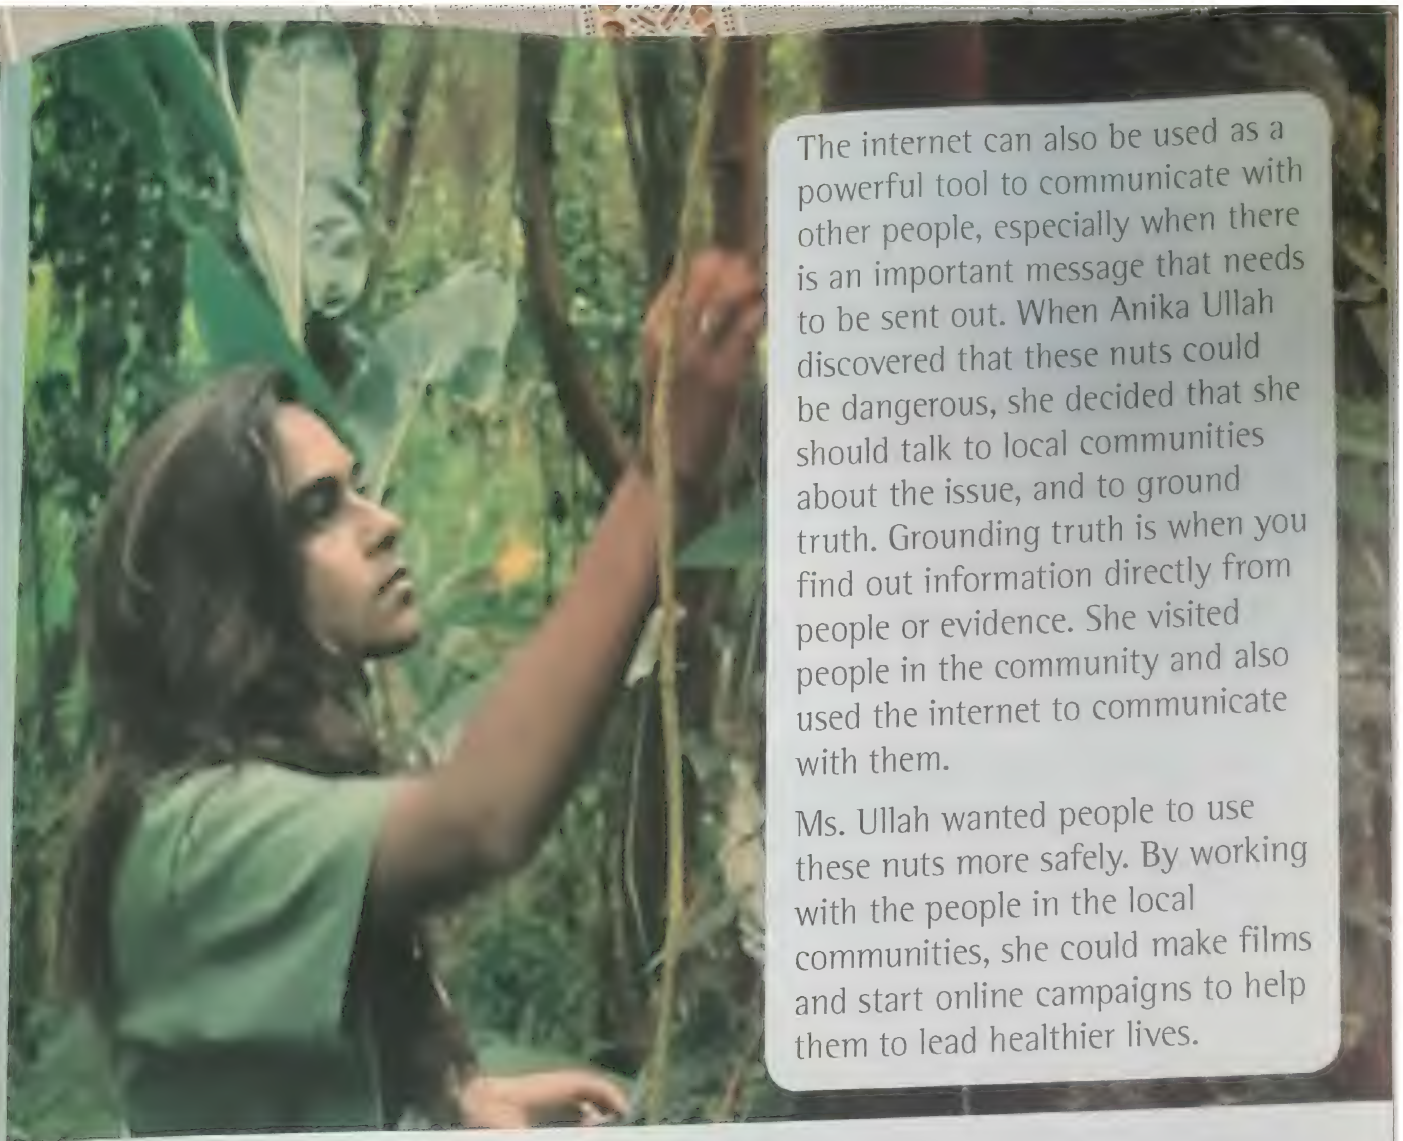 The internet can also be used as a
powerful tool to communicate with
other people, especially when there
is an important message that needs
to be sent out. When Anika Ullah
discovered that these nuts could
be dangerous, she decided that she
should talk to local communities
about the issue, and to ground
truth. Grounding truth is when you
find out information directly from
people or evidence. She visited
people in the community and also
used the internet to communicate
with them.
Ms. Ullah wanted people to use
these nuts more safely. By working
with the people in the local
communities, she could make films
and start online campaigns to help
them to lead healthier lives.